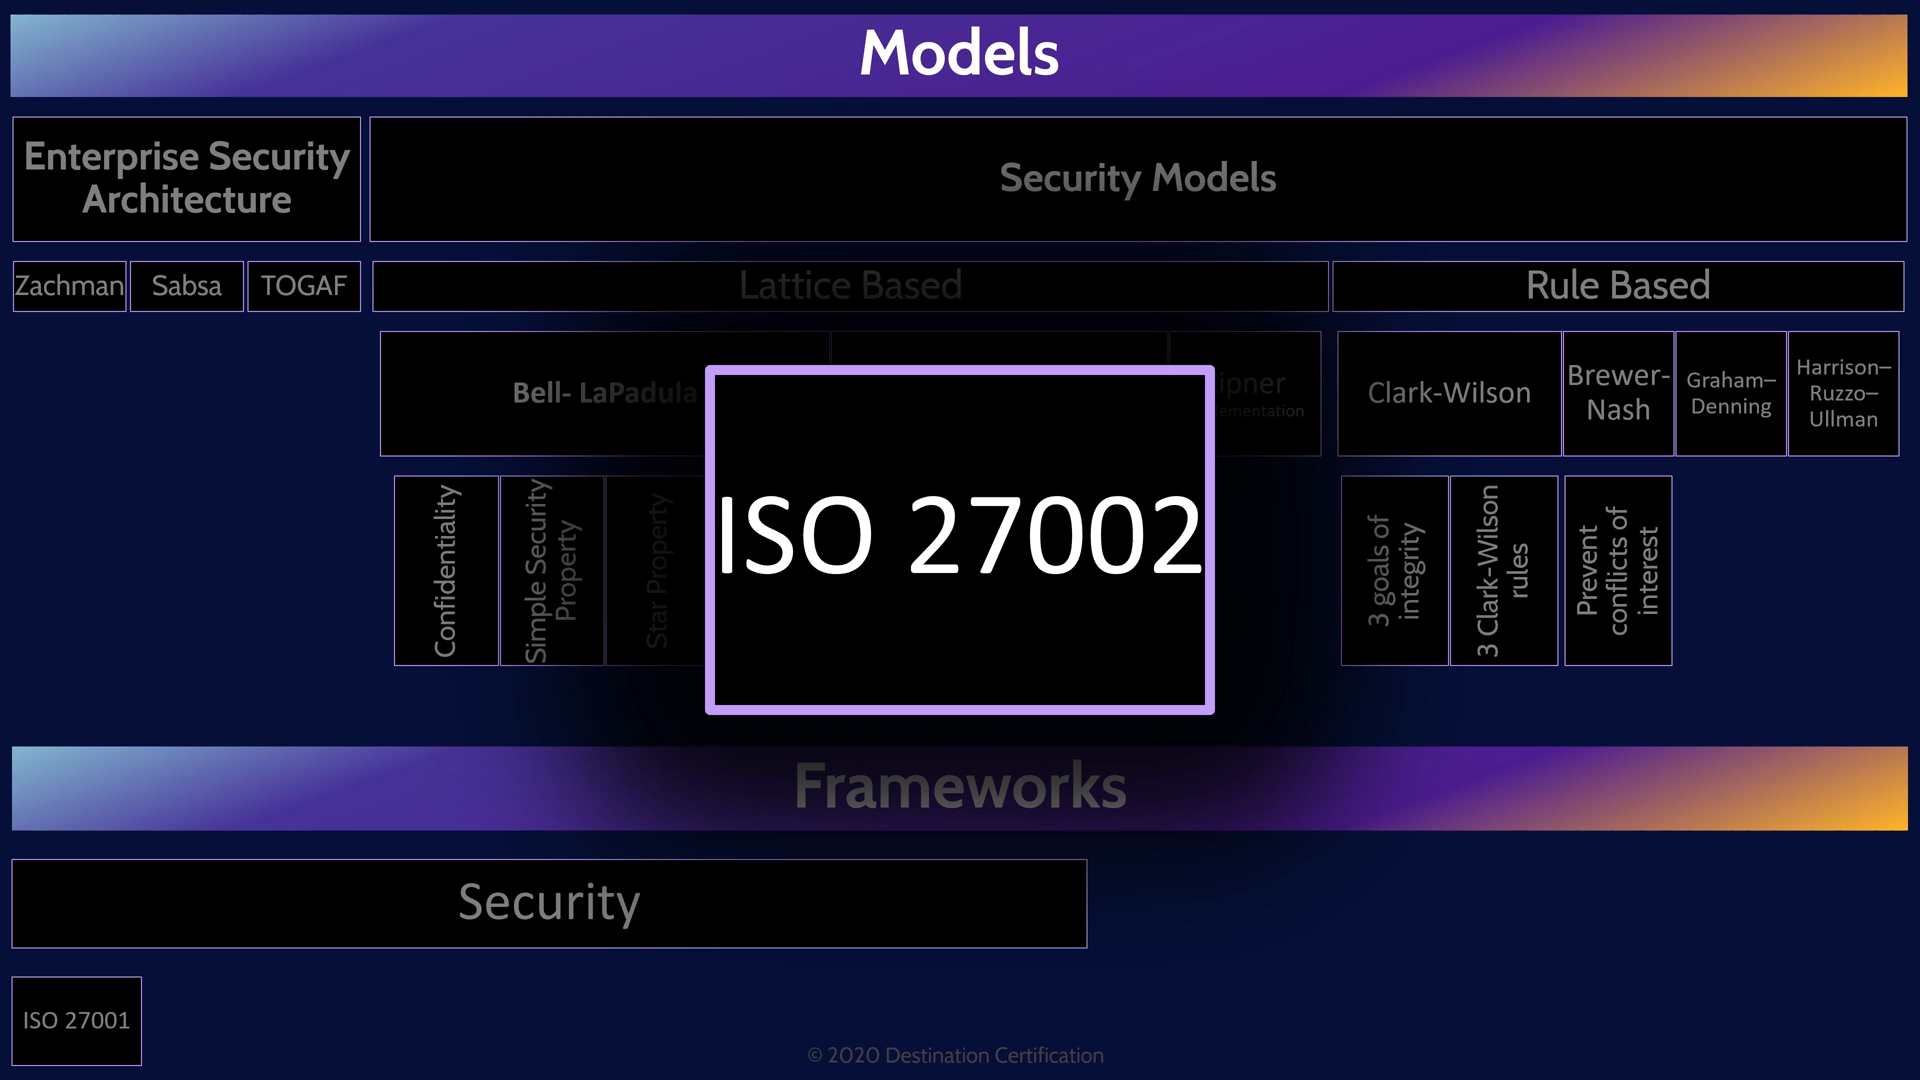 Models
Enterprise Security
Architecture
Security Models
Zachman
Sabsa
TOGAF
Lattice Based
Rule Based
Bell- LaPadula
Clark-Wilson
Brewer-
Nash
Graham–
Denning
Harrison–
Ruzzo–
Ullman
Confidentiality
Simple Security
Property
Star Property
ISO 27002
3 goals of
integrity
3 Clark-Wilson
rules
Prevent
conflicts of
interest
Frameworks
Security
ISO 27001
© 2020 Destination Certification